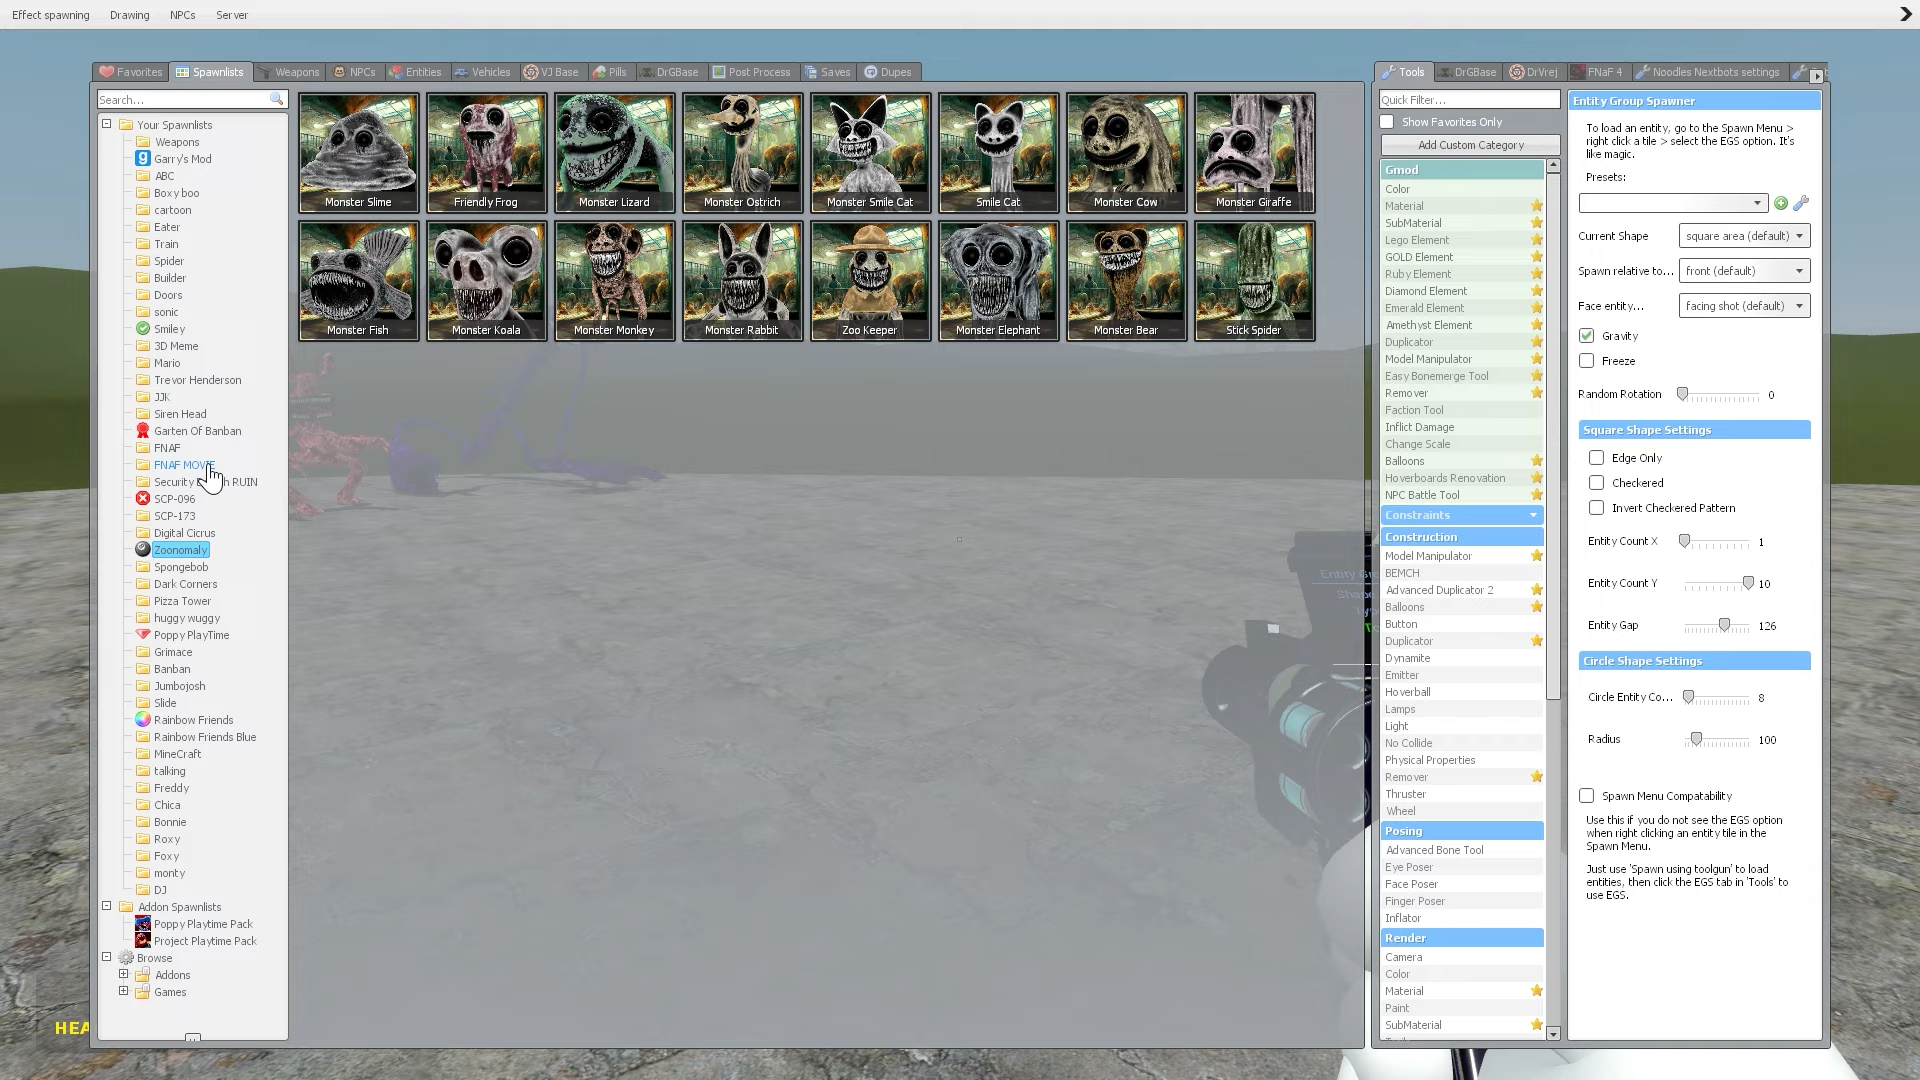 Effect spawning Drawing NPCs Server
Favorites Spawnlists Weapons NPCs Entities Vehicles VJ Base Pills DrGBase Post Process Saves Dupes
Search...
Your Spawnlists
Weapons
Garry's Mod
ABC
Boxy boo
cartoon
Eater
Train
Spider
Builder
Doors
sonic
Smiley
3D Meme
Mario
Trevor Henderson
JJK
Siren Head
Garten Of Banban
FNAF
FNAF MOVIE
Security RUIN
SCP-096
SCP-173
Digital Cicrus
Zoonomaly
Spongebob
Dark Corners
Pizza Tower
huggy wuggy
Poppy PlayTime
Grimace
Banban
Jumbojosh
Slide
Rainbow Friends
Rainbow Friends Blue
MineCraft
talking
Freddy
Chica
Bonnie
Roxy
Foxy
monty
DJ
Addon Spawnlists
Poppy Playtime Pack
Project Playtime Pack
Browse
Addons
Games
HEA
Monster Slime Friendly Frog Monster Lizard Monster Ostrich Monster Smile Cat Smile Cat Monster Cow Monster Giraffe
Monster Fish Monster Koala Monster Monkey Monster Rabbit Zoo Keeper Monster Elephant Monster Bear Stick Spider
Entity Gr
Shape
Tools DrGBase DrVrej FNaF 4 Noodles Nextbots settings
Quick Filter...
Show Favorites Only
Add Custom Category
Gmod
Color
Material
SubMaterial
Lego Element
GOLD Element
Ruby Element
Diamond Element
Emerald Element
Amethyst Element
Duplicator
Model Manipulator
Easy Bonemerge Tool
Remover
Faction Tool
Inflict Damage
Change Scale
Balloons
Hoverboards Renovation
NPC Battle Tool
Constraints
Construction
Model Manipulator
BEMCH
Advanced Duplicator 2
Balloons
Button
Duplicator
Dynamite
Emitter
Hoverball
Lamps
Light
No Collide
Physical Properties
Remover
Thruster
Wheel
Posing
Advanced Bone Tool
Eye Poser
Face Poser
Finger Poser
Inflator
Render
Camera
Color
Material
Paint
SubMaterial
Entity Group Spawner
To load an entity, go to the Spawn Menu >
right click a tile > select the EGS option. It's
like magic.
Presets:
Current Shape square area (default)
Spawn relative to... front (default)
Face entity... facing shot (default)
Gravity
Freeze
Random Rotation 0
Square Shape Settings
Edge Only
Checkered
Invert Checkered Pattern
Entity Count X 1
Entity Count Y 10
Entity Gap 126
Circle Shape Settings
Circle Entity Co... 8
Radius 100
Spawn Menu Compatability
Use this if you do not see the EGS option
when right clicking an entity tile in the
Spawn Menu.
Just use 'Spawn using toolgun' to load
entities, then click the EGS tab in 'Tools' to
use EGS.